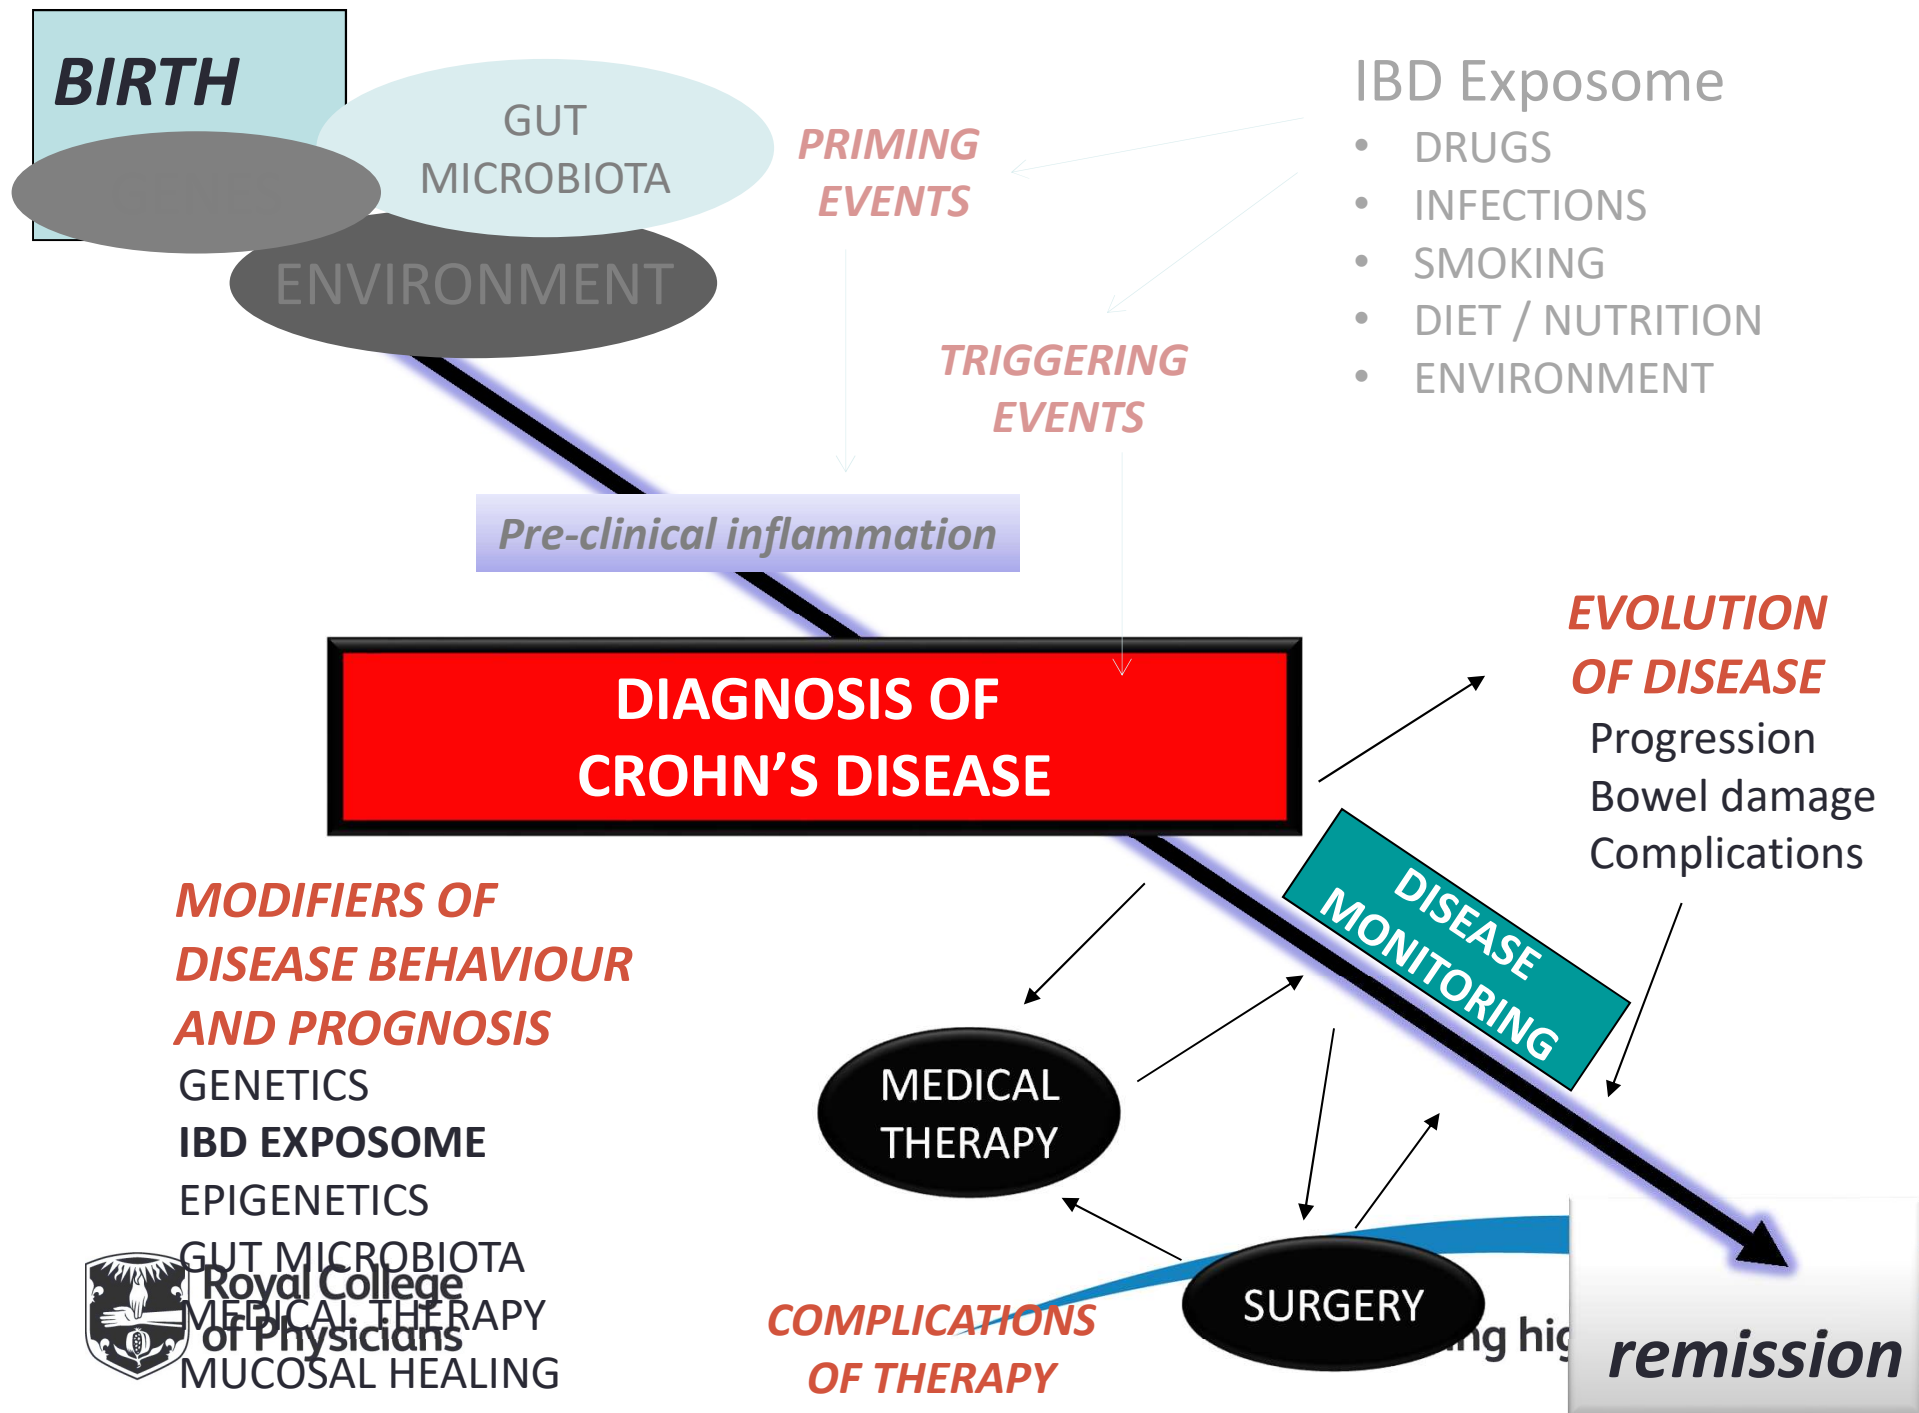 BIRTH
GUT
MICROBIOTA
ENVIRONMENT
PRIMING
EVENTS
TRIGGERING
EVENTS
IBD Exposome
• DRUGS
• INFECTIONS
• SMOKING
• DIET / NUTRITION
• ENVIRONMENT
Pre-clinical inflammation
DIAGNOSIS OF
CROHN’S DISEASE
EVOLUTION
OF DISEASE
Progression
Bowel damage
Complications
DISEASE
MONITORING
MODIFIERS OF
DISEASE BEHAVIOUR
AND PROGNOSIS
GENETICS
IBD EXPOSOME
EPIGENETICS
GUT MICROBIOTA
MEDICAL THERAPY
MUCOSAL HEALING
Royal College
of Physicians
MEDICAL
THERAPY
SURGERY
COMPLICATIONS
OF THERAPY
remission